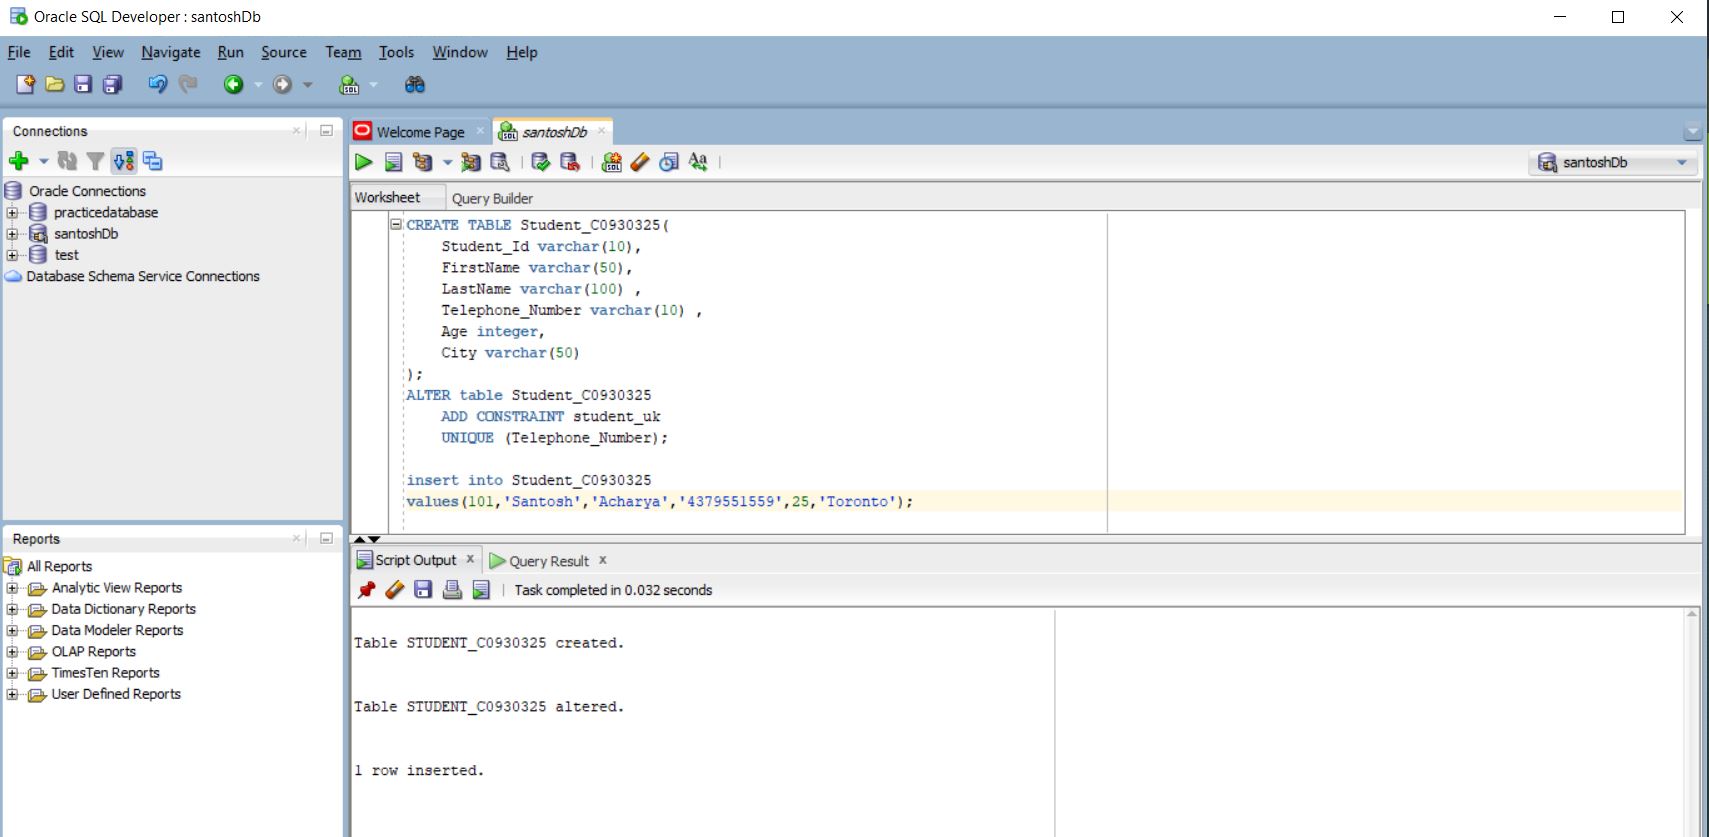 Oracle SQL Developer : santoshDb
File Edit View Navigate Run Source Team Tools Window Help
Connections
Oracle Connections
practicedatabase
santoshDb
test
Database Schema Service Connections
Reports
All Reports
Analytic View Reports
Data Dictionary Reports
Data Modeler Reports
OLAP Reports
TimesTen Reports
User Defined Reports
Welcome Page
santoshDb
santoshDb
Worksheet Query Builder
CREATE TABLE Student_C0930325(
Student_Id varchar(10),
FirstName varchar(50),
LastName varchar(100) ,
Telephone_Number varchar(10) ,
Age integer,
City varchar(50)
);
ALTER table Student_C0930325
ADD CONSTRAINT student_uk
UNIQUE (Telephone_Number);
insert into Student_C0930325
values(101,'Santosh','Acharya','4379551559',25,'Toronto');
Script Output x Query Result x
Task completed in 0.032 seconds
Table STUDENT_C0930325 created.
Table STUDENT_C0930325 altered.
1 row inserted.